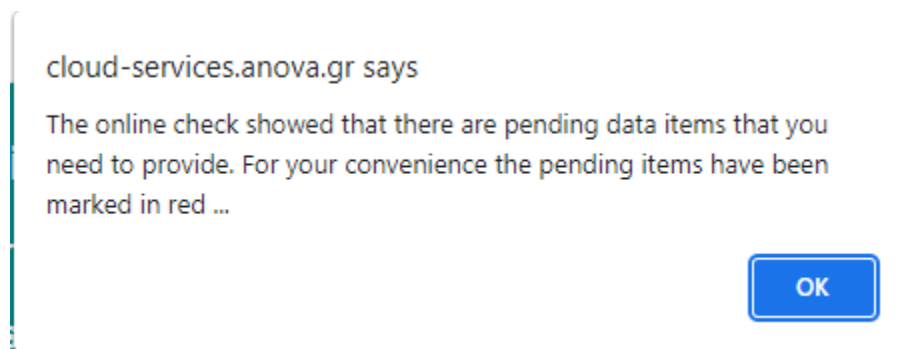 cloud-services.anova.gr says
The online check showed that there are pending data items that you
need to provide. For your convenience the pending items have been
marked in red ...
OK